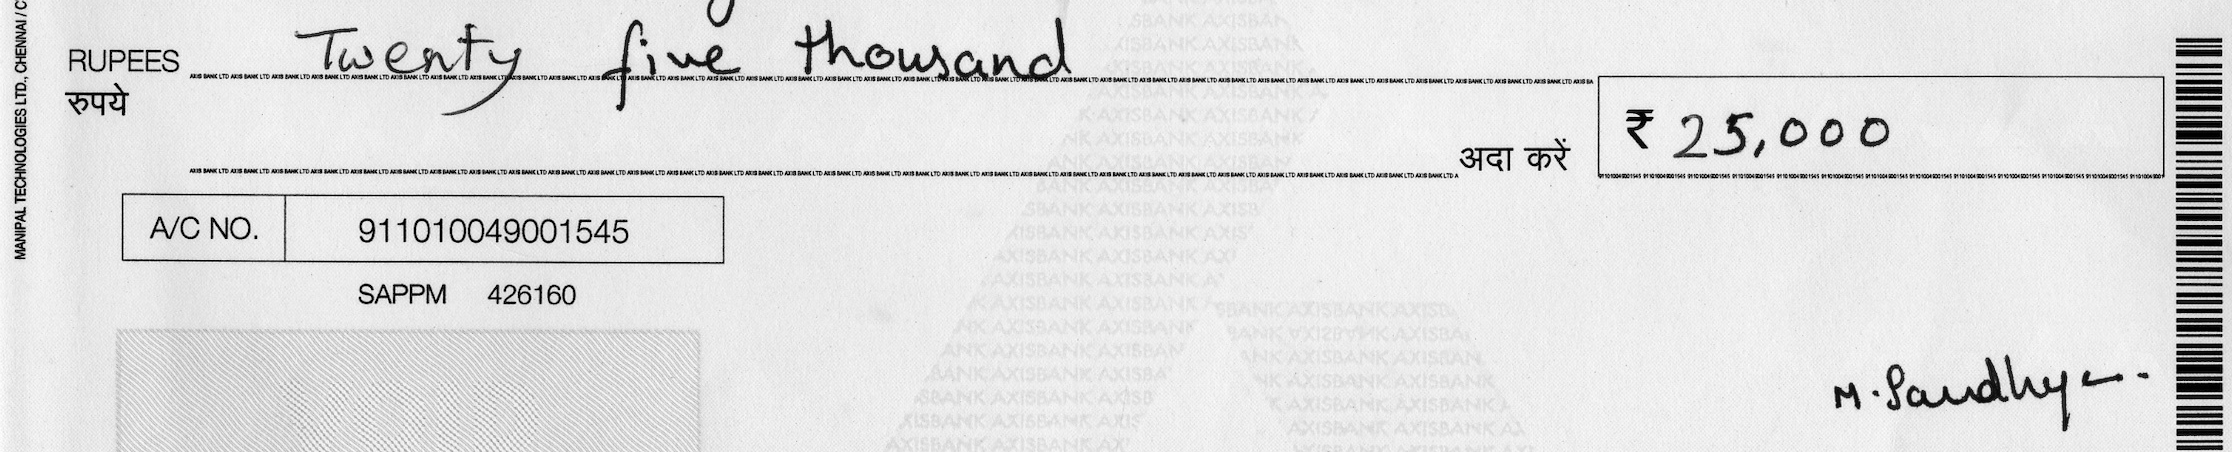 MANIPAL TECHNOLOGIES LTD., CHENNAI / C
RUPEES Twenty five thousand
रुपये
अदा करें ₹ 25,000
A/C NO. 911010049001545
SAPPM 426160
M. Sandhya